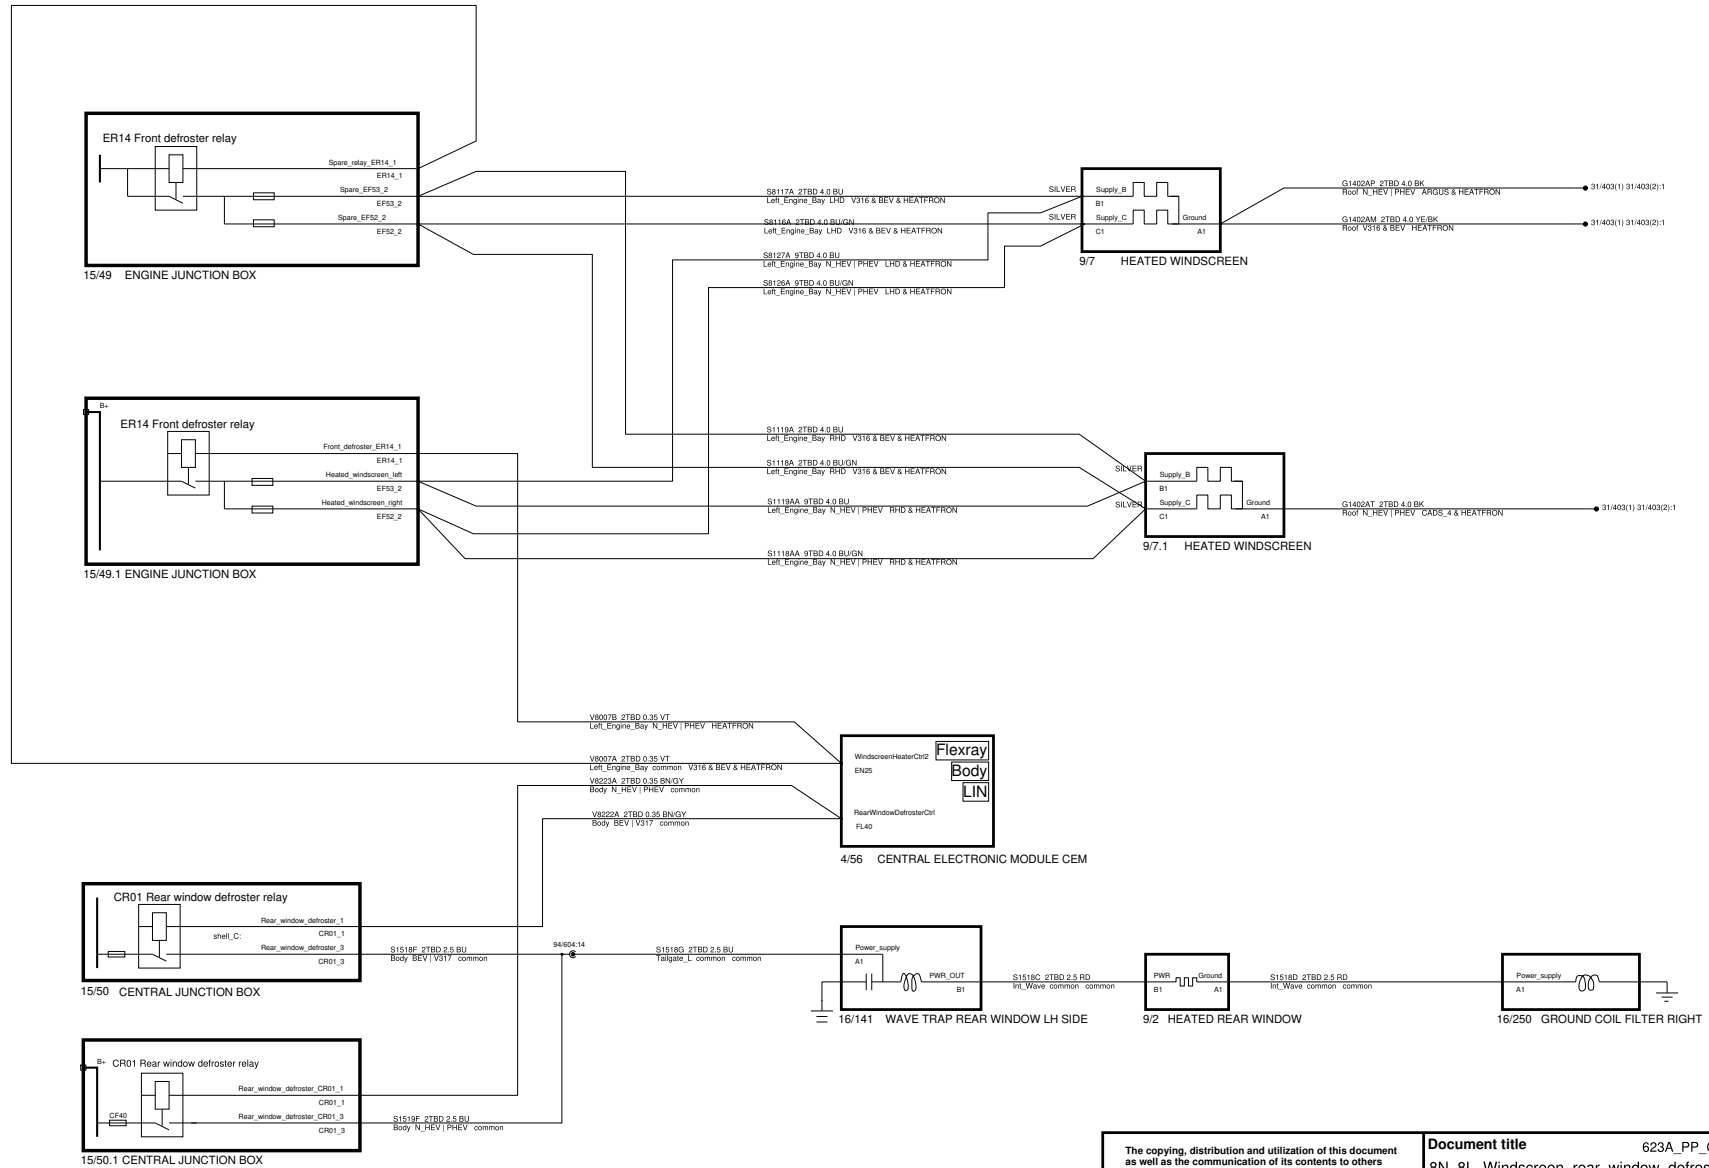 ER14 Front defroster relay
Spare_relay_ER14_1
ER14_1
Spare_EF53_2
EF53_2
Spare_EF52_2
EF52_2
15/49 ENGINE JUNCTION BOX
S8117A 2TBD 4.0 BU
Left_Engine_Bay LHD V316 & BEV & HEATFRON
S8116A 2TBD 4.0 BU/GN
Left_Engine_Bay LHD V316 & BEV & HEATFRON
S8127A 9TBD 4.0 BU
Left_Engine_Bay N_HEV | PHEV LHD & HEATFRON
S8126A 9TBD 4.0 BU/GN
Left_Engine_Bay N_HEV | PHEV LHD & HEATFRON
SILVER
SILVER
Supply_B
B1
Supply_C
C1
Ground
A1
9/7 HEATED WINDSCREEN
G1402AP 2TBD 4.0 BK
Roof N_HEV | PHEV ARGUS & HEATFRON
31/403(1) 31/403(2):1
G1402AM 2TBD 4.0 YE/BK
Roof V316 & BEV HEATFRON
31/403(1) 31/403(2):1
B+
ER14 Front defroster relay
Front_defroster_ER14_1
ER14_1
Heated_windscreen_left
EF53_2
Heated_windscreen_right
EF52_2
15/49.1 ENGINE JUNCTION BOX
S1119A 2TBD 4.0 BU
Left_Engine_Bay RHD V316 & BEV & HEATFRON
S1118A 2TBD 4.0 BU/GN
Left_Engine_Bay RHD V316 & BEV & HEATFRON
S1119AA 9TBD 4.0 BU
Left_Engine_Bay N_HEV | PHEV RHD & HEATFRON
S1118AA 9TBD 4.0 BU/GN
Left_Engine_Bay N_HEV | PHEV RHD & HEATFRON
SILVER
SILVER
Supply_B
B1
Supply_C
C1
Ground
A1
9/7.1 HEATED WINDSCREEN
G1402AT 2TBD 4.0 BK
Roof N_HEV | PHEV CADS_4 & HEATFRON
31/403(1) 31/403(2):1
V8007B 2TBD 0.35 VT
Left_Engine_Bay N_HEV | PHEV HEATFRON
V8007A 2TBD 0.35 VT
Left_Engine_Bay common V316 & BEV & HEATFRON
V8223A 2TBD 0.35 BN/GY
Body N_HEV | PHEV common
V8222A 2TBD 0.35 BN/GY
Body BEV | V317 common
WindscreenHeaterCtrl2
EN25
Flexray
Body
LIN
RearWindowDefrosterCtrl
FL40
4/56 CENTRAL ELECTRONIC MODULE CEM
CR01 Rear window defroster relay
Rear_window_defroster_1
CR01_1
shell_C:
Rear_window_defroster_3
CR01_3
15/50 CENTRAL JUNCTION BOX
S1518F 2TBD 2.5 BU
Body BEV | V317 common
94/604:14
S1518G 2TBD 2.5 BU
Tailgate_L common common
Power_supply
A1
PWR_OUT
B1
16/141 WAVE TRAP REAR WINDOW LH SIDE
S1518C 2TBD 2.5 RD
Int_Wave common common
PWR
B1
Ground
A1
9/2 HEATED REAR WINDOW
S1518D 2TBD 2.5 RD
Int_Wave common common
Power_supply
A1
16/250 GROUND COIL FILTER RIGHT
B+
CR01 Rear window defroster relay
Rear_window_defroster_CR01_1
CR01_1
CF40
Rear_window_defroster_CR01_3
CR01_3
15/50.1 CENTRAL JUNCTION BOX
S1519F 2TBD 2.5 BU
Body N_HEV | PHEV common
The copying, distribution and utilization of this document
as well as the communication of its contents to others
Document title
623A_PP_